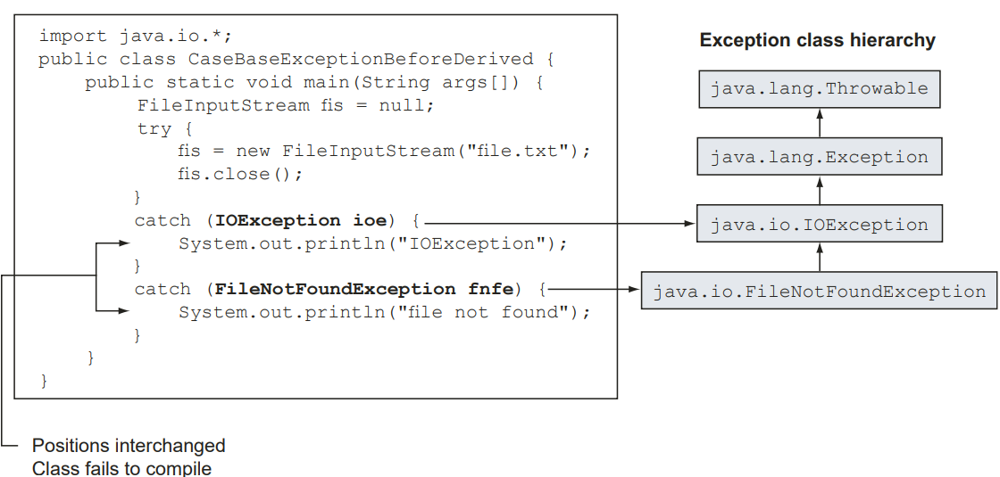 import java.io.*;
public class CaseBaseExceptionBeforeDerived {
public static void main(String args[]) {
FileInputStream fis = null;
try {
fis = new FileInputStream("file.txt");
fis.close();
}
catch (IOException ioe) {
System.out.println("IOException");
}
catch (FileNotFoundException fnfe) {
System.out.println("file not found");
}
}
}
Positions interchanged
Class fails to compile
Exception class hierarchy
java.lang.Throwable
java.lang.Exception
java.io.IOException
java.io.FileNotFoundException